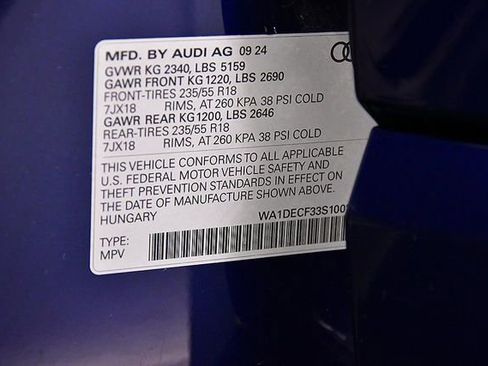 MFD. BY AUDI AG 09 24
GVWR KG 2340, LBS 5159
GAWR FRONT KG 1220, LBS 2690
FRONT-TIRES 235/55 R18
7JX18 RIMS, AT 260 KPA 38 PSI COLD
GAWR REAR KG1200, LBS 2646
REAR-TIRES 235/55 R18
7JX18 RIMS, AT 260 KPA 38 PSI COLD
THIS VEHICLE CONFORMS TO ALL APPLICABLE
U.S. FEDERAL MOTOR VEHICLE SAFETY AND
THEFT PREVENTION STANDARDS IN EFFECT ON
THE DATE OF MANUFACTURE SHOWN ABOVE.
HUNGARY WA1DECF33S100
TYPE:
MPV